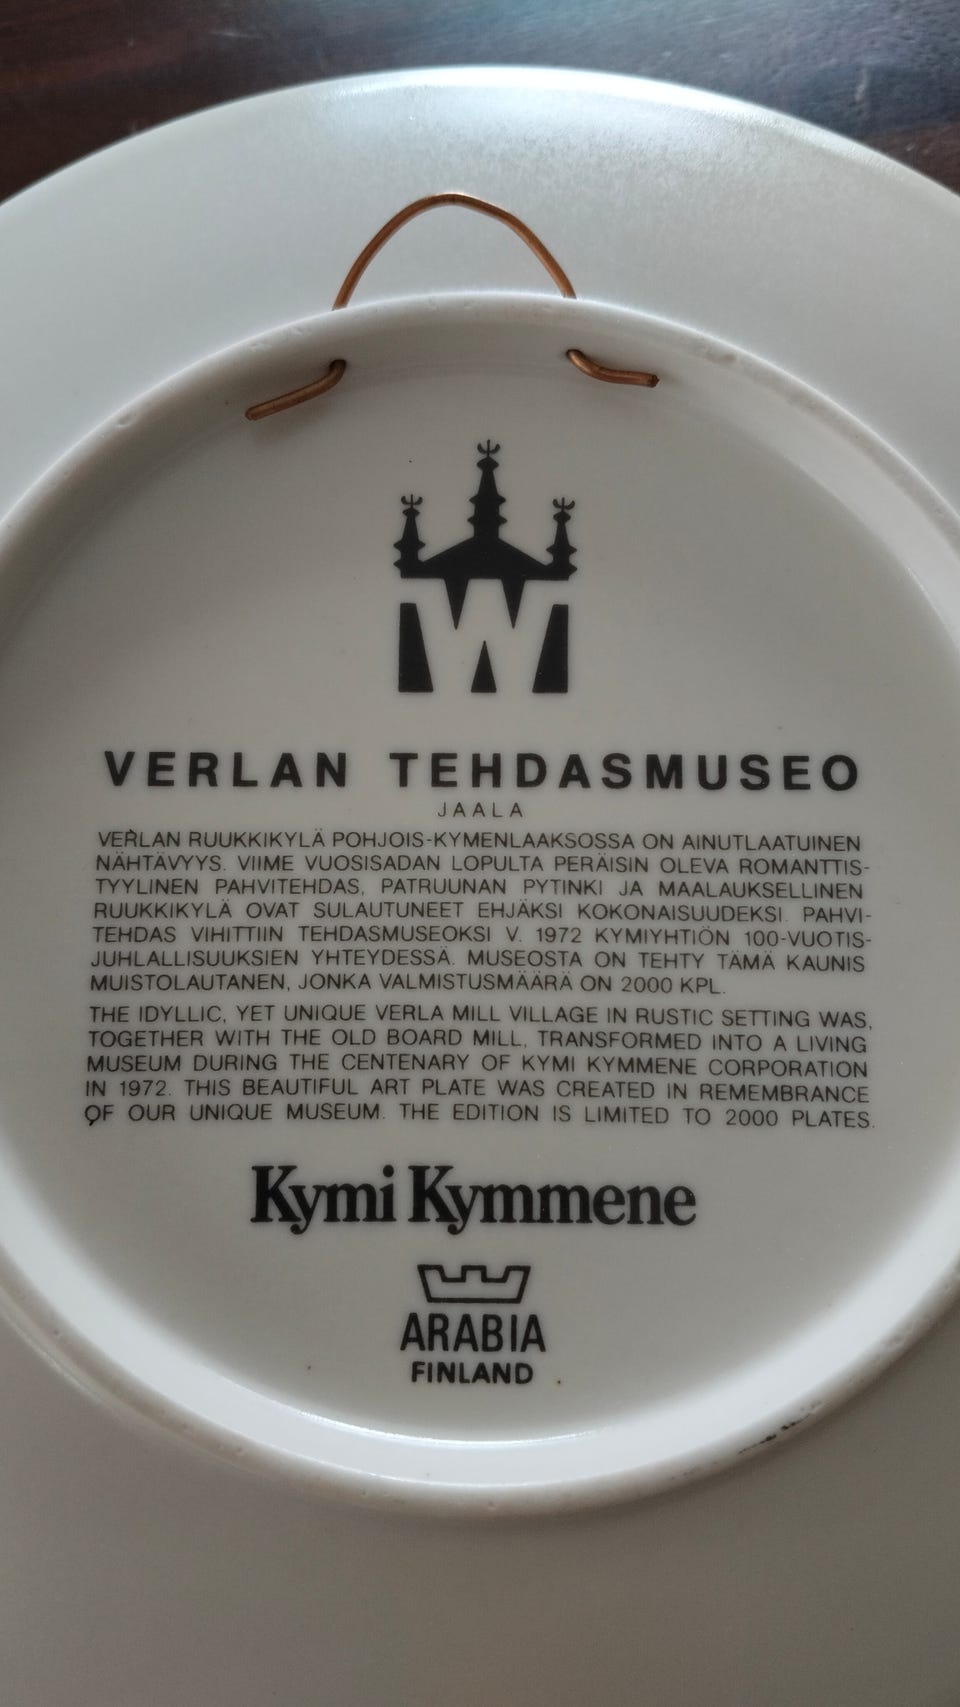 W
VERLAN TEHDASMUSEO
JAALA
VERLAN RUUKKIKYLÄ POHJOIS-KYMENLAAKSOSSA ON AINUTLAATUINEN
NÄHTÄVYYS. VIIME VUOSISADAN LOPULTA PERÄISIN OLEVA ROMANTTIS-
TYYLINEN PAHVITEHDAS, PATRUUNAN PYTINKI JA MAALAUKSELLINEN
RUUKKIKYLÄ OVAT SULAUTUNEET EHJÄKSI KOKONAISUUDEKSI. PAHVI-
TEHDAS VIHITTIIN TEHDASMUSEOKSI V. 1972 KYMIYHTIÖN 100-VUOTIS-
JUHLALLISUUKSIEN YHTEYDESSÄ. MUSEOSTA ON TEHTY TÄMÄ KAUNIS
MUISTOLAUTANEN, JONKA VALMISTUSMÄÄRÄ ON 2000 KPL.
THE IDYLLIC, YET UNIQUE VERLA MILL VILLAGE IN RUSTIC SETTING WAS,
TOGETHER WITH THE OLD BOARD MILL, TRANSFORMED INTO A LIVING
MUSEUM DURING THE CENTENARY OF KYMI KYMMENE CORPORATION
IN 1972. THIS BEAUTIFUL ART PLATE WAS CREATED IN REMEMBRANCE
OF OUR UNIQUE MUSEUM. THE EDITION IS LIMITED TO 2000 PLATES.
Kymi Kymmene
ARABIA
FINLAND